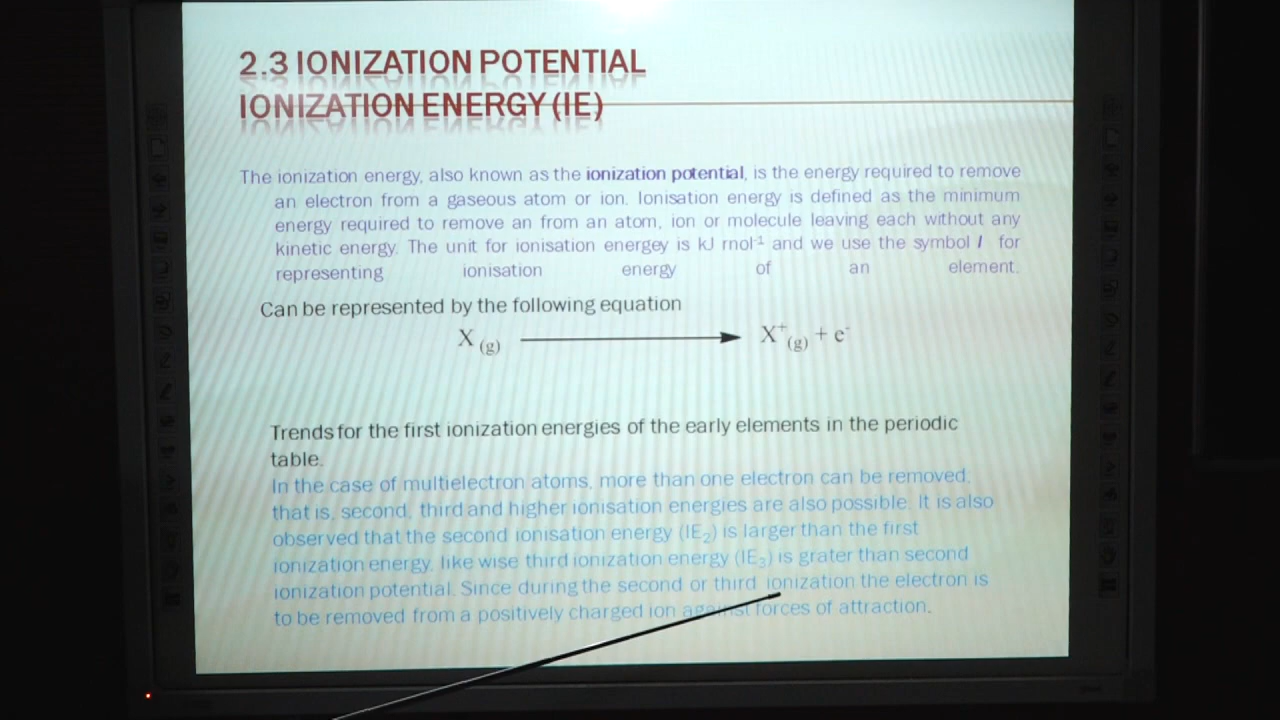 2.3 IONIZATION POTENTIAL
IONIZATION ENERGY (IE)
The ionization energy, also known as the ionization potential, is the energy required to remove
an electron from a gaseous atom or ion. Ionisation energy is defined as the minimum
energy required to remove an from an atom, ion or molecule leaving each without any
kinetic energy. The unit for ionisation energey is kJ mol⁻¹ and we use the symbol I for
representing ionisation energy of an element.
Can be represented by the following equation
X (g) ⟶ X⁺(g) + e⁻
Trends for the first ionization energies of the early elements in the periodic
table.
In the case of multielectron atoms, more than one electron can be removed,
that is, second, third and higher ionisation energies are also possible. It is also
observed that the second ionisation energy (IE₂) is larger than the first
ionization energy, like wise third ionization energy (IE₃) is grater than second
ionization potential. Since during the second or third ionization the electron is
to be removed from a positively charged ion against forces of attraction.